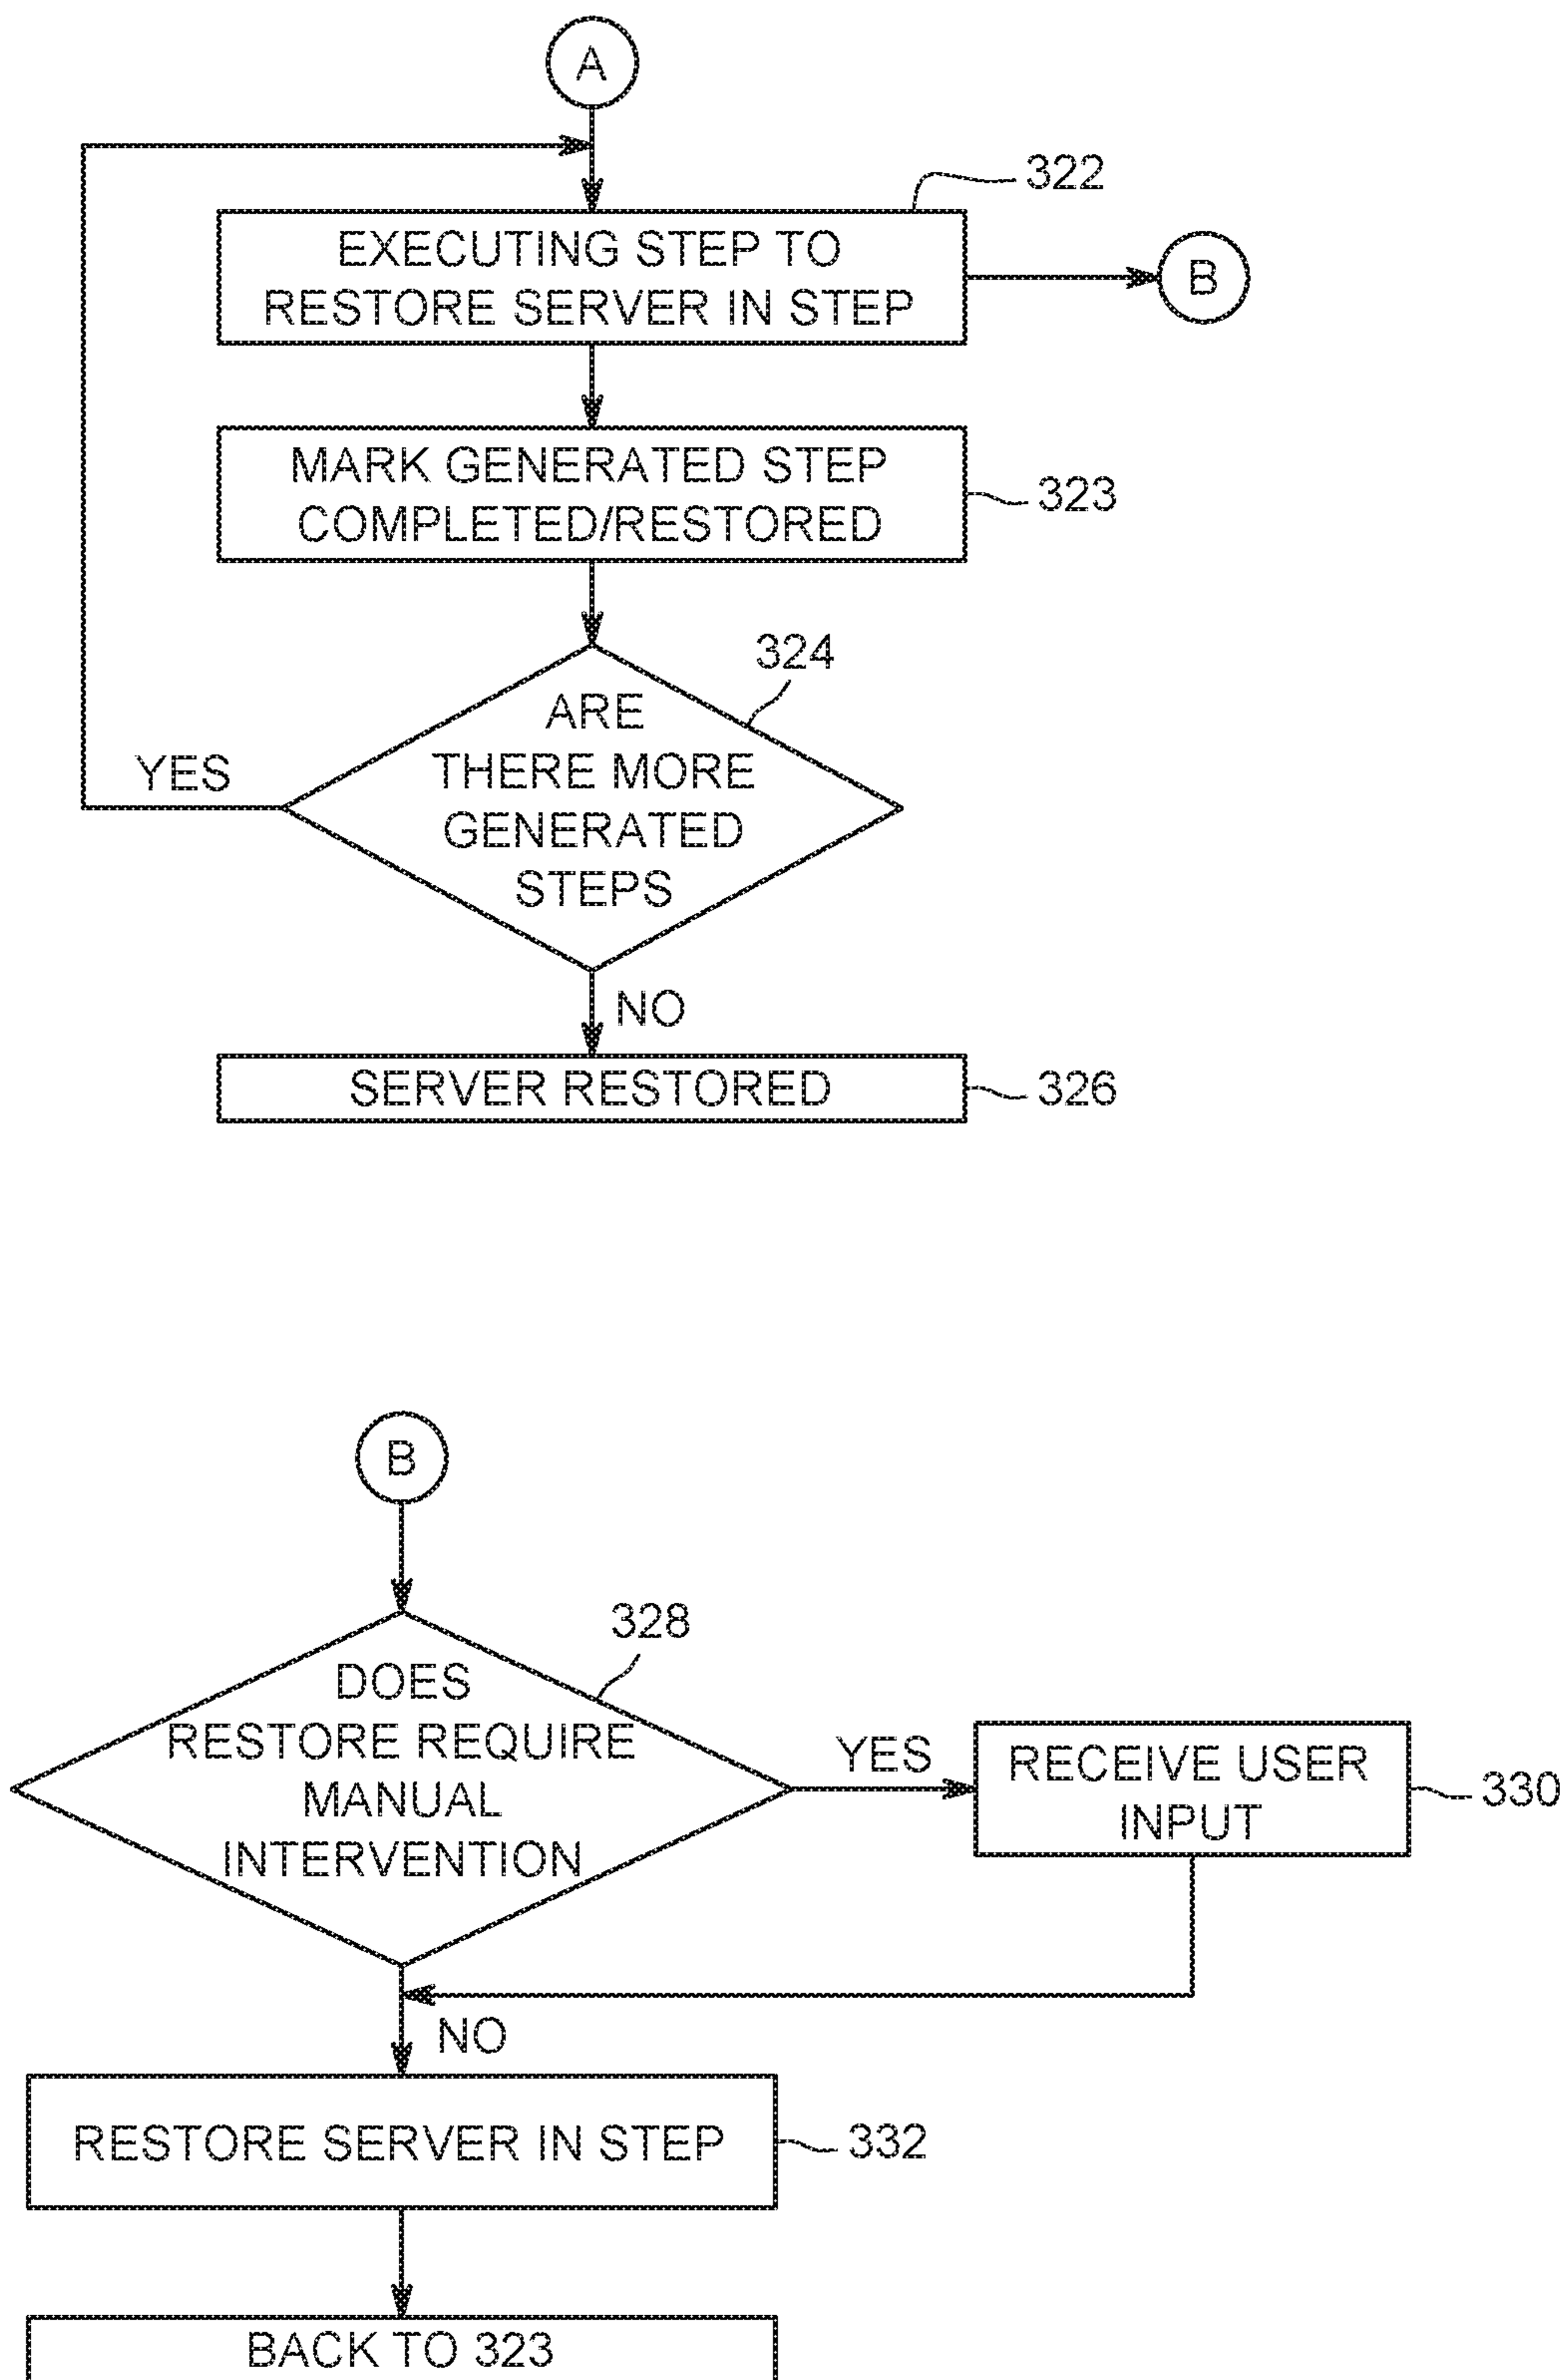 A
322
EXECUTING STEP TO
RESTORE SERVER IN STEP
B
MARK GENERATED STEP
COMPLETED/RESTORED
323
324
ARE
THERE MORE
GENERATED
STEPS
YES
NO
SERVER RESTORED
326
B
328
DOES
RESTORE REQUIRE
MANUAL
INTERVENTION
YES
RECEIVE USER
INPUT
330
NO
RESTORE SERVER IN STEP
332
BACK TO 323